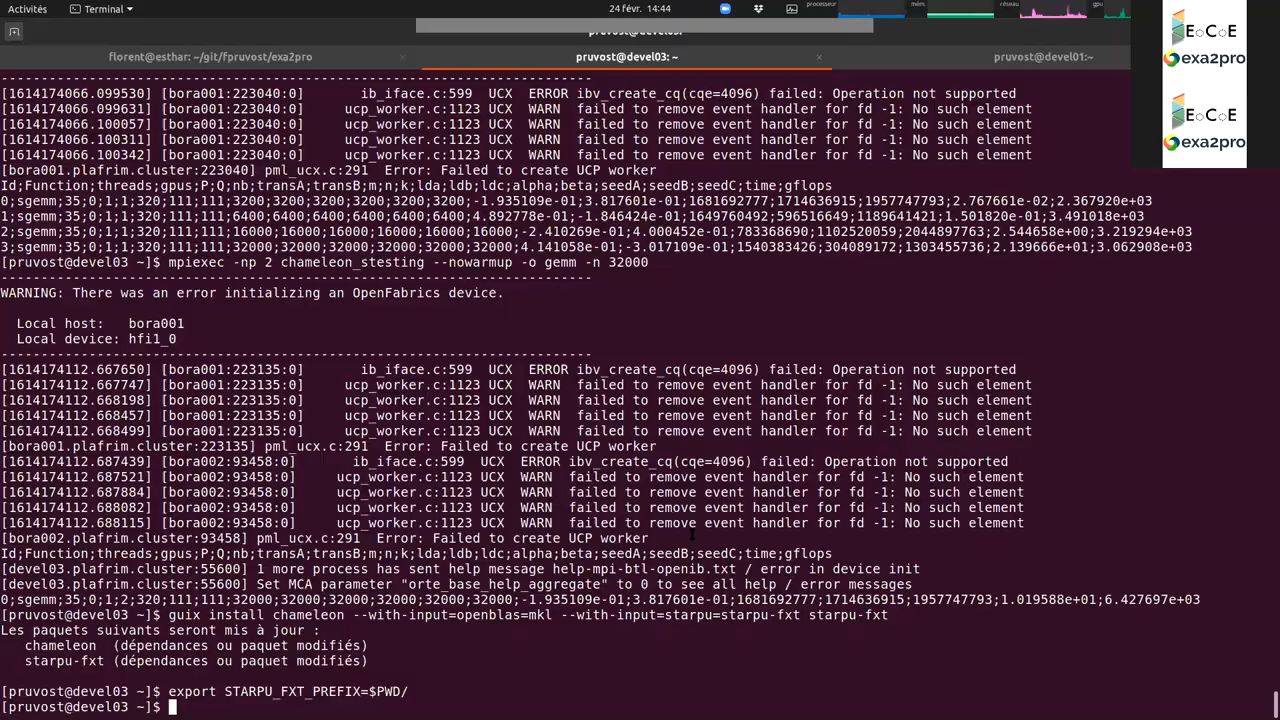 Activités Terminal 24 févr. 14:44 processeur mém. réseau gpu
pruvost@devel03:
florent@esthar: ~/git/fpruvost/exa2pro × pruvost@devel03: ~ × pruvost@devel01:~
EoCoE
exa2pro
EoCoE
exa2pro
--------------------------------------------------------------------------
[1614174066.099530] [bora001:223040:0] ib_iface.c:599 UCX ERROR ibv_create_cq(cqe=4096) failed: Operation not supported
[1614174066.099631] [bora001:223040:0] ucp_worker.c:1123 UCX WARN failed to remove event handler for fd -1: No such element
[1614174066.100057] [bora001:223040:0] ucp_worker.c:1123 UCX WARN failed to remove event handler for fd -1: No such element
[1614174066.100311] [bora001:223040:0] ucp_worker.c:1123 UCX WARN failed to remove event handler for fd -1: No such element
[1614174066.100342] [bora001:223040:0] ucp_worker.c:1123 UCX WARN failed to remove event handler for fd -1: No such element
[bora001.plafrim.cluster:223040] pml_ucx.c:291 Error: Failed to create UCP worker
Id;Function;threads;gpus;P;Q;nb;transA;transB;m;n;k;lda;ldb;ldc;alpha;beta;seedA;seedB;seedC;time;gflops
0;sgemm;35;0;1;1;320;111;111;3200;3200;3200;3200;3200;3200;-1.935109e-01;3.817601e-01;1681692777;1714636915;1957747793;2.767661e-02;2.367920e+03
1;sgemm;35;0;1;1;320;111;111;6400;6400;6400;6400;6400;6400;4.892778e-01;-1.846424e-01;1649760492;596516649;1189641421;1.501820e-01;3.491018e+03
2;sgemm;35;0;1;1;320;111;111;16000;16000;16000;16000;16000;16000;-2.410269e-01;4.000452e-01;783368690;1102520059;2044897763;2.544658e+00;3.219294e+03
3;sgemm;35;0;1;1;320;111;111;32000;32000;32000;32000;32000;32000;4.141058e-01;-3.017109e-01;1540383426;304089172;1303455736;2.139666e+01;3.062908e+03
[pruvost@devel03 ~]$ mpiexec -np 2 chameleon_stesting --nowarmup -o gemm -n 32000
--------------------------------------------------------------------------
WARNING: There was an error initializing an OpenFabrics device.
Local host: bora001
Local device: hfi1_0
--------------------------------------------------------------------------
[1614174112.667650] [bora001:223135:0] ib_iface.c:599 UCX ERROR ibv_create_cq(cqe=4096) failed: Operation not supported
[1614174112.667747] [bora001:223135:0] ucp_worker.c:1123 UCX WARN failed to remove event handler for fd -1: No such element
[1614174112.668198] [bora001:223135:0] ucp_worker.c:1123 UCX WARN failed to remove event handler for fd -1: No such element
[1614174112.668457] [bora001:223135:0] ucp_worker.c:1123 UCX WARN failed to remove event handler for fd -1: No such element
[1614174112.668499] [bora001:223135:0] ucp_worker.c:1123 UCX WARN failed to remove event handler for fd -1: No such element
[bora001.plafrim.cluster:223135] pml_ucx.c:291 Error: Failed to create UCP worker
[1614174112.687439] [bora002:93458:0] ib_iface.c:599 UCX ERROR ibv_create_cq(cqe=4096) failed: Operation not supported
[1614174112.687521] [bora002:93458:0] ucp_worker.c:1123 UCX WARN failed to remove event handler for fd -1: No such element
[1614174112.687884] [bora002:93458:0] ucp_worker.c:1123 UCX WARN failed to remove event handler for fd -1: No such element
[1614174112.688082] [bora002:93458:0] ucp_worker.c:1123 UCX WARN failed to remove event handler for fd -1: No such element
[1614174112.688115] [bora002:93458:0] ucp_worker.c:1123 UCX WARN failed to remove event handler for fd -1: No such element
[bora002.plafrim.cluster:93458] pml_ucx.c:291 Error: Failed to create UCP worker
Id;Function;threads;gpus;P;Q;nb;transA;transB;m;n;k;lda;ldb;ldc;alpha;beta;seedA;seedB;seedC;time;gflops
[devel03.plafrim.cluster:55600] 1 more process has sent help message help-mpi-btl-openib.txt / error in device init
[devel03.plafrim.cluster:55600] Set MCA parameter "orte_base_help_aggregate" to 0 to see all help / error messages
0;sgemm;35;0;1;2;320;111;111;32000;32000;32000;32000;32000;32000;-1.935109e-01;3.817601e-01;1681692777;1714636915;1957747793;1.019588e+01;6.427697e+03
[pruvost@devel03 ~]$ guix install chameleon --with-input=openblas=mkl --with-input=starpu=starpu-fxt starpu-fxt
Les paquets suivants seront mis à jour :
chameleon (dépendances ou paquet modifiés)
starpu-fxt (dépendances ou paquet modifiés)
[pruvost@devel03 ~]$ export STARPU_FXT_PREFIX=$PWD/
[pruvost@devel03 ~]$